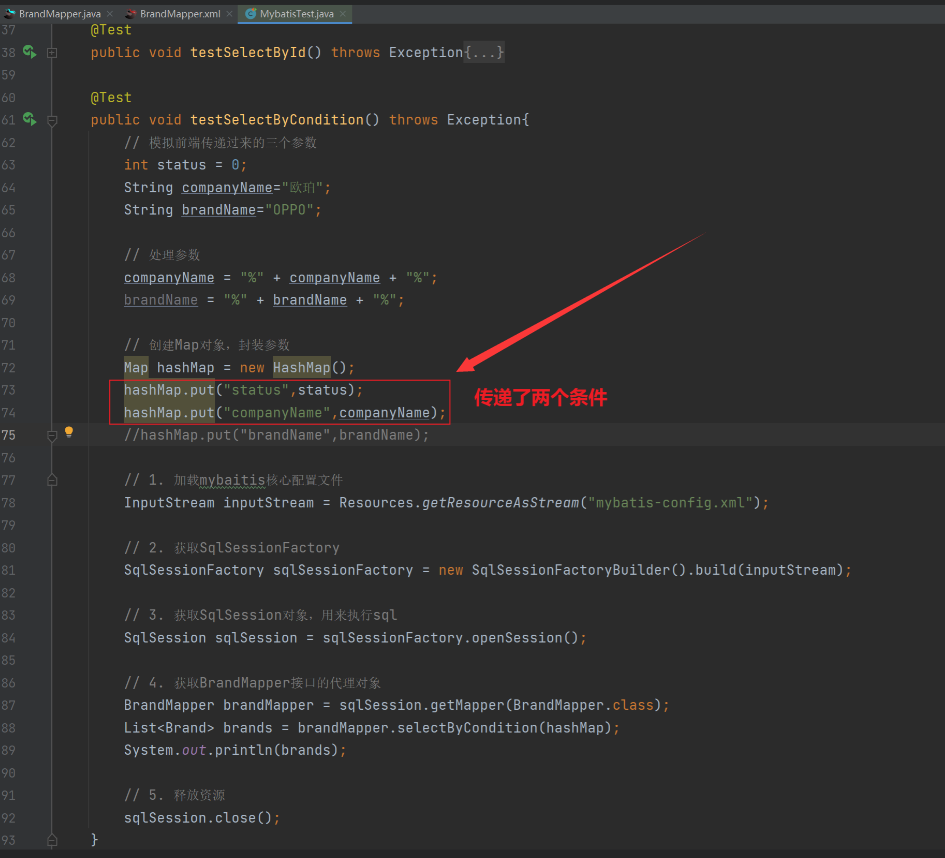 BrandMapper.java × BrandMapper.xml × MybatisTest.java ×
37 @Test
38 public void testSelectById() throws Exception{...}
59
60 @Test
61 public void testSelectByCondition() throws Exception{
62 // 模拟前端传递过来的三个参数
63 int status = 0;
64 String companyName="欧珀";
65 String brandName="OPPO";
66
67 // 处理参数
68 companyName = "%" + companyName + "%";
69 brandName = "%" + brandName + "%";
70
71 // 创建Map对象，封装参数
72 Map hashMap = new HashMap();
73 hashMap.put("status",status);
74 hashMap.put("companyName",companyName);
传递了两个条件
75 //hashMap.put("brandName",brandName);
76
77 // 1. 加载mybaitis核心配置文件
78 InputStream inputStream = Resources.getResourceAsStream("mybatis-config.xml");
79
80 // 2. 获取SqlSessionFactory
81 SqlSessionFactory sqlSessionFactory = new SqlSessionFactoryBuilder().build(inputStream);
82
83 // 3. 获取SqlSession对象，用来执行sql
84 SqlSession sqlSession = sqlSessionFactory.openSession();
85
86 // 4. 获取BrandMapper接口的代理对象
87 BrandMapper brandMapper = sqlSession.getMapper(BrandMapper.class);
88 List<Brand> brands = brandMapper.selectByCondition(hashMap);
89 System.out.println(brands);
90
91 // 5. 释放资源
92 sqlSession.close();
93 }